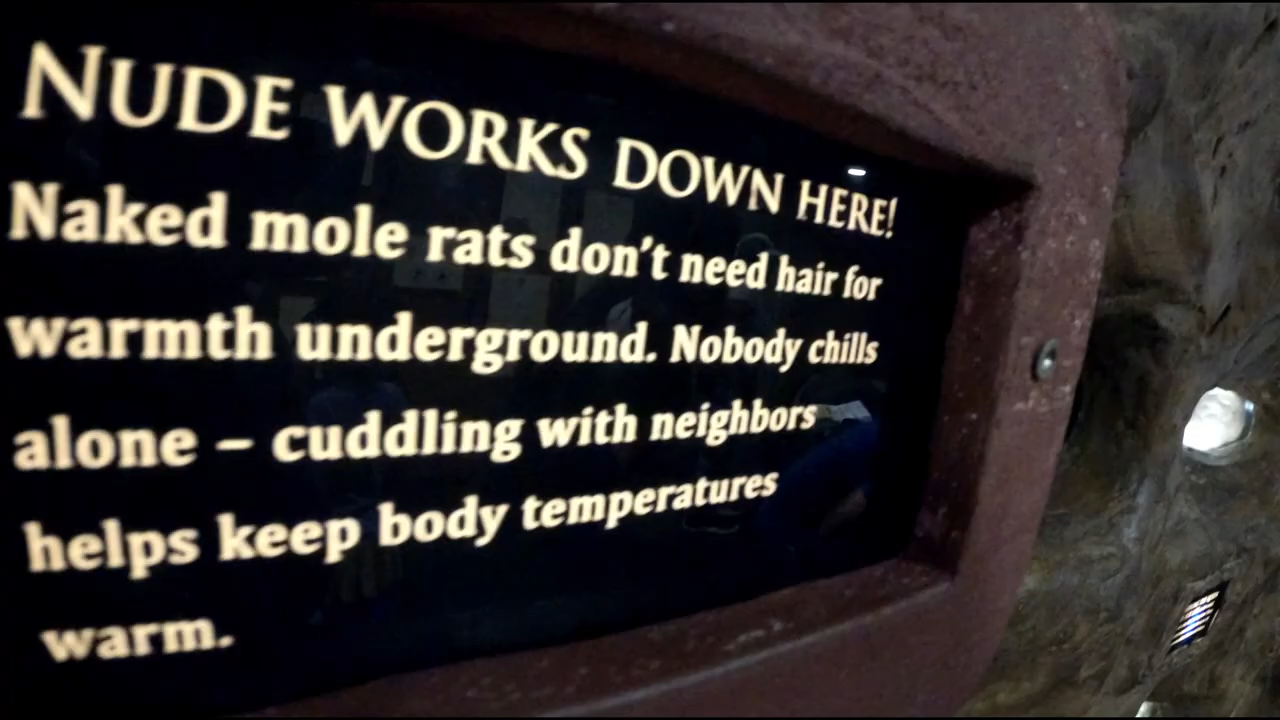 NUDE WORKS DOWN HERE!
Naked mole rats don't need hair for
warmth underground. Nobody chills
alone – cuddling with neighbors
helps keep body temperatures
warm.